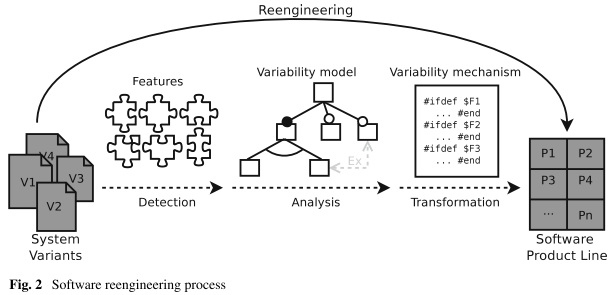 Reengineering
Features
Variability model
Variability mechanism
#ifdef $F1
... #end
#ifdef $F2
... #end
#ifdef $F3
... #end
V4
V1
V3
V2
Ex
P1 P2
P3 P4
... Pn
Detection
Analysis
Transformation
System
Variants
Software
Product Line
Fig. 2 Software reengineering process